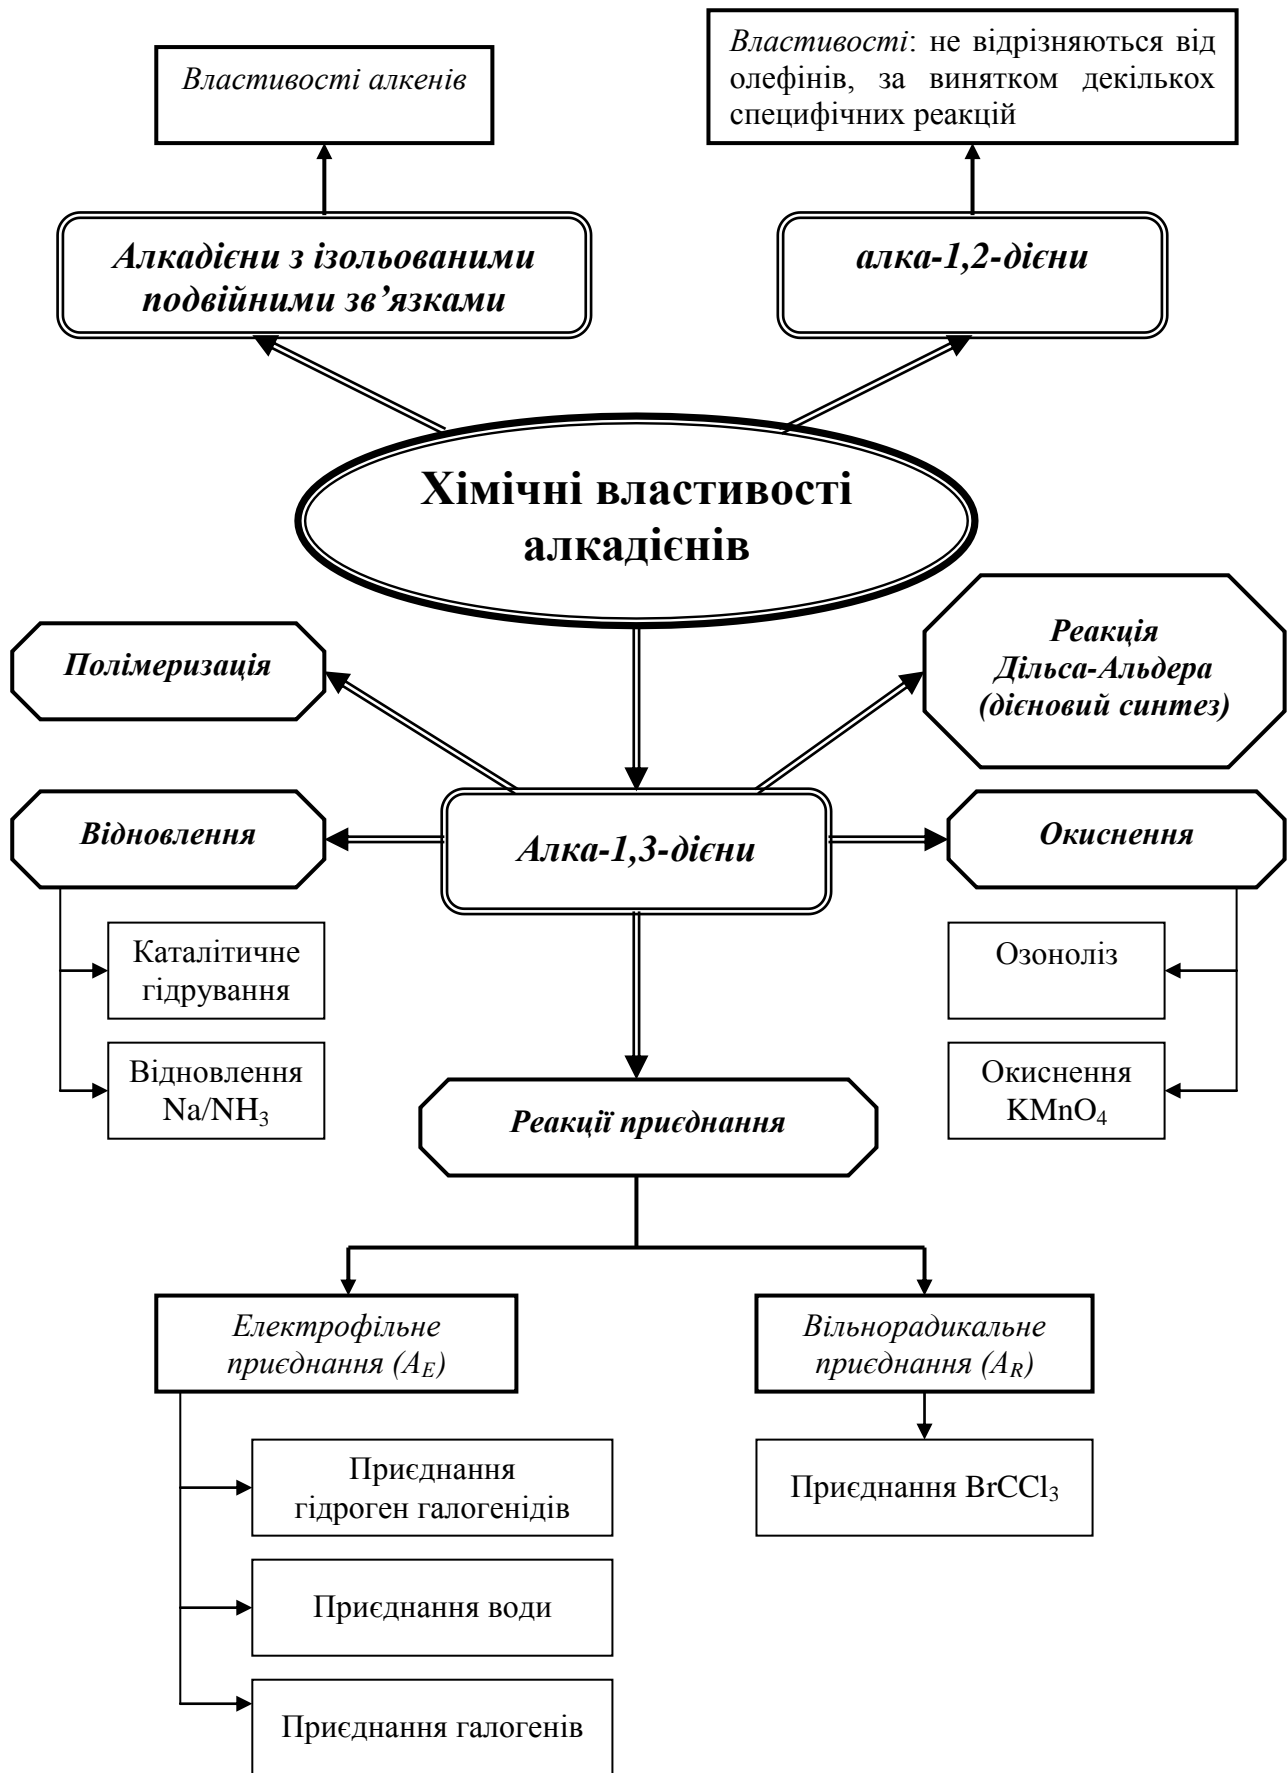 Властивості алкенів
Властивості: не відрізняються від
олефінів, за винятком декількох
специфічних реакцій
Алкадієни з ізольованими
подвійними зв’язками
алка-1,2-дієни
Хімічні властивості
алкадієнів
Полімеризація
Реакція
Дільса-Альдера
(дієновий синтез)
Відновлення
Алка-1,3-дієни
Окиснення
Каталітичне
гідрування
Озоноліз
Відновлення
Na/NH₃
Окиснення
KMnO₄
Реакції приєднання
Електрофільне
приєднання (A_E)
Вільнорадикальне
приєднання (A_R)
Приєднання
гідроген галогенідів
Приєднання BrCCl₃
Приєднання води
Приєднання галогенів